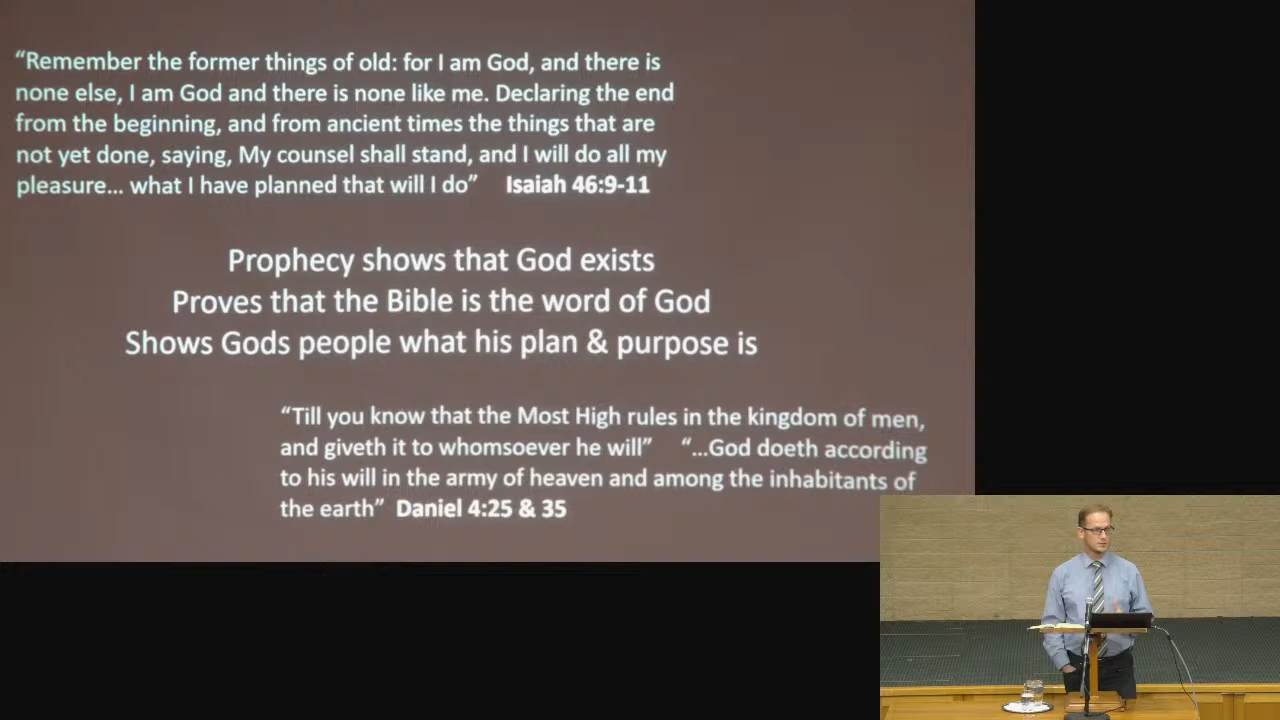 “Remember the former things of old: for I am God, and there is
none else, I am God and there is none like me. Declaring the end
from the beginning, and from ancient times the things that are
not yet done, saying, My counsel shall stand, and I will do all my
pleasure... what I have planned that will I do” Isaiah 46:9-11
Prophecy shows that God exists
Proves that the Bible is the word of God
Shows Gods people what his plan & purpose is
“Till you know that the Most High rules in the kingdom of men,
and giveth it to whomsoever he will” “...God doeth according
to his will in the army of heaven and among the inhabitants of
the earth” Daniel 4:25 & 35